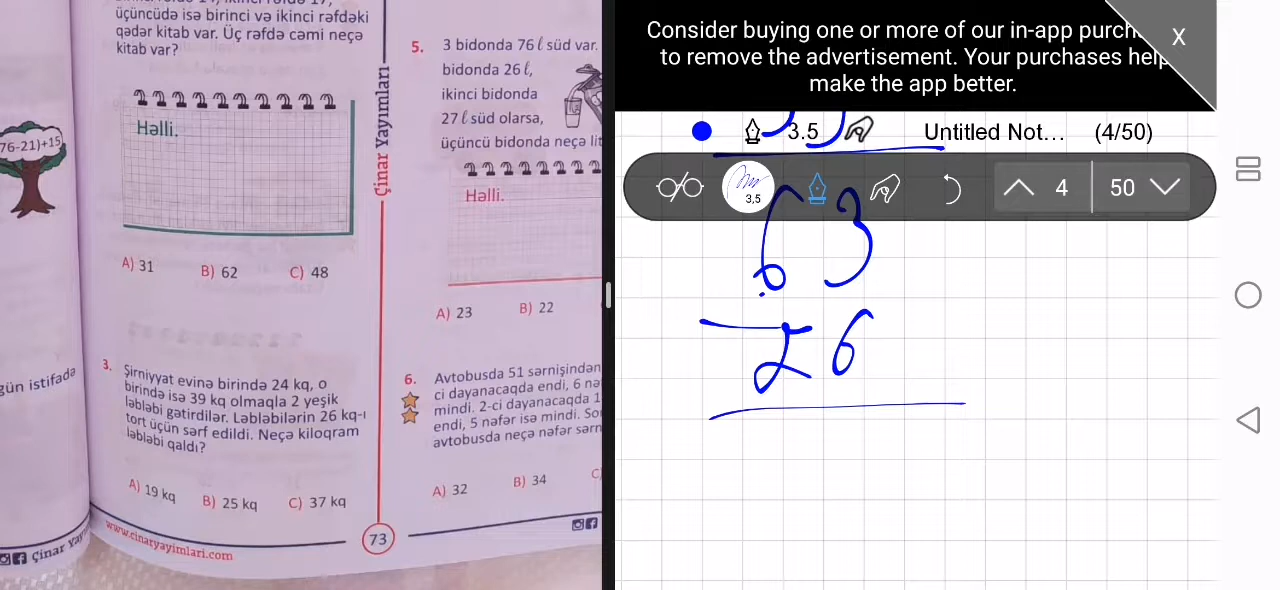 üçüncüdə isə birinci və ikinci rəfdəki
qədər kitab var. Üç rəfdə cəmi neçə
kitab var?
Həlli.
A) 31 B) 62 C) 48
3. Şirniyyat evinə birində 24 kq, o
birində isə 39 kq olmaqla 2 yeşik
ləbləbi gətirdilər. Ləbləbilərin 26 kq-ı
tort üçün sərf edildi. Neçə kiloqram
ləbləbi qaldı?
A) 19 kq B) 25 kq C) 37 kq
www.cinaryayimlari.com
73
76-21)+15
gün istifadə
Çinar Yay
Çinar Yayımları
5. 3 bidonda 76 ℓ süd var.
bidonda 26 ℓ,
ikinci bidonda
27 ℓ süd olarsa,
üçüncü bidonda neçə lit
Həlli.
A) 23 B) 22
6. Avtobusda 51 sərnişindən
ci dayanacaqda endi, 6 nə
mindi. 2-ci dayanacaqda 1
endi, 5 nəfər isə mindi. So
avtobusda neçə nəfər sərn
A) 32 B) 34 C)
Consider buying one or more of our in-app purch
to remove the advertisement. Your purchases help
make the app better.
X
3.5 Untitled Not... (4/50)
3,5 4 50
63
26